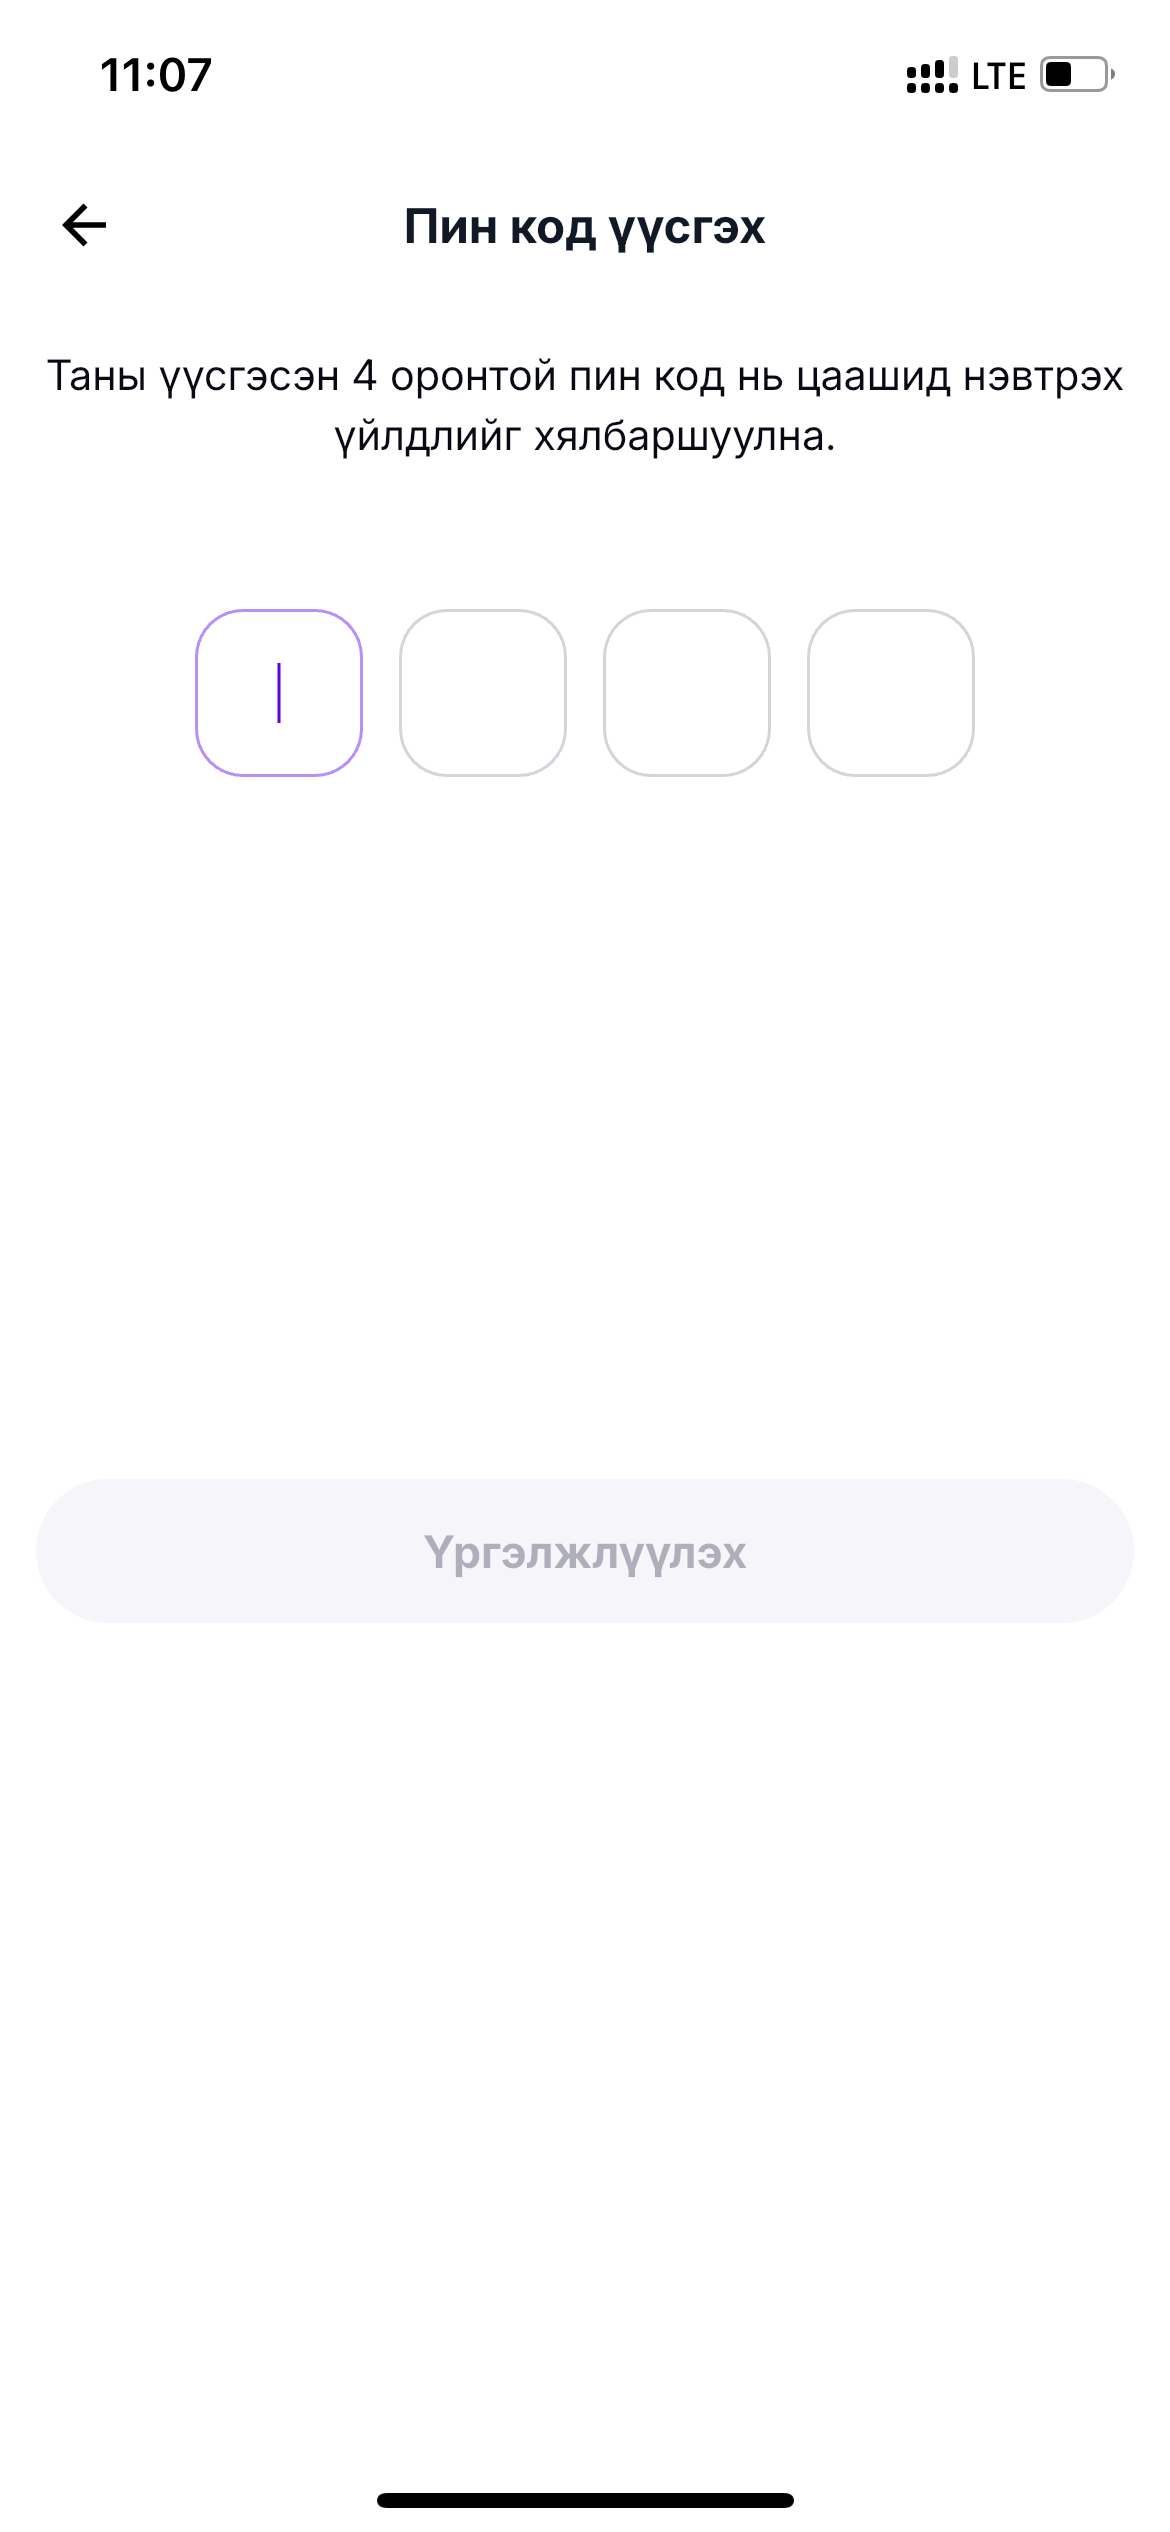 11:07 LTE
Пин код үүсгэх
Таны үүсгэсэн 4 оронтой пин код нь цаашид нэвтрэх
үйлдлийг хялбаршуулна.
Үргэлжлүүлэх